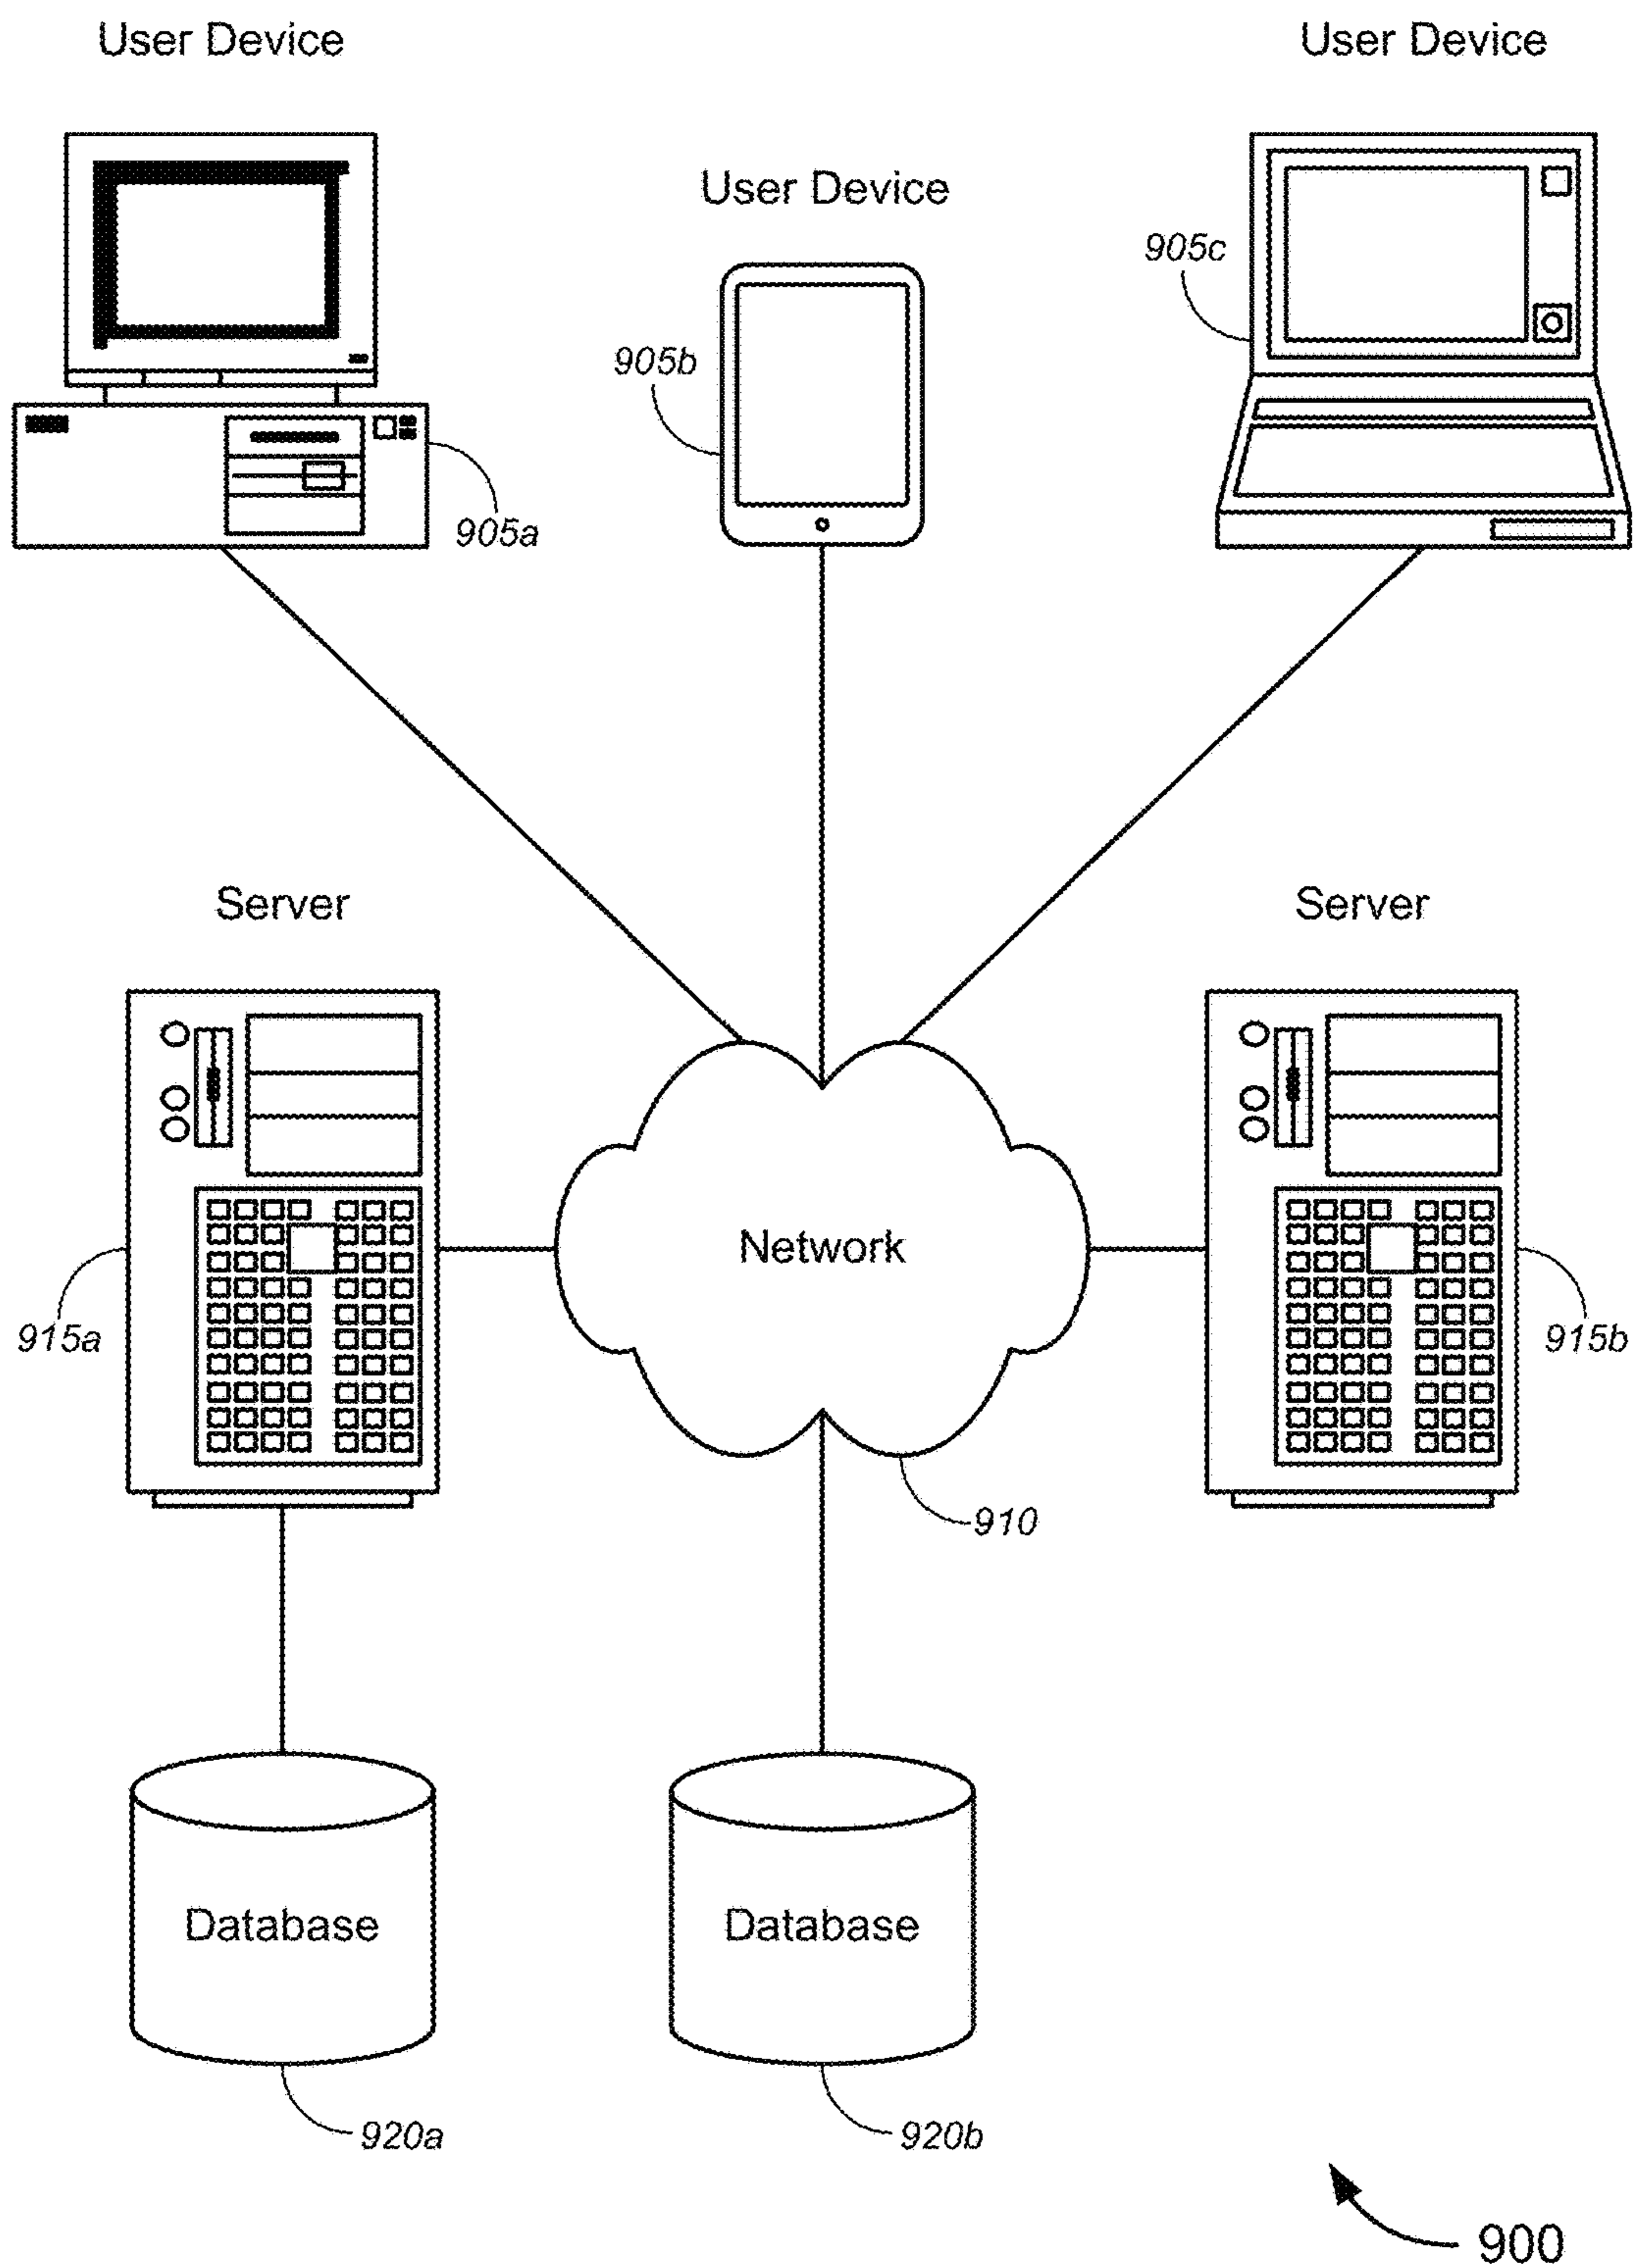 User Device
User Device
User Device
905c
905b
905a
Server
Server
Network
915a
915b
910
Database
Database
920a
920b
900